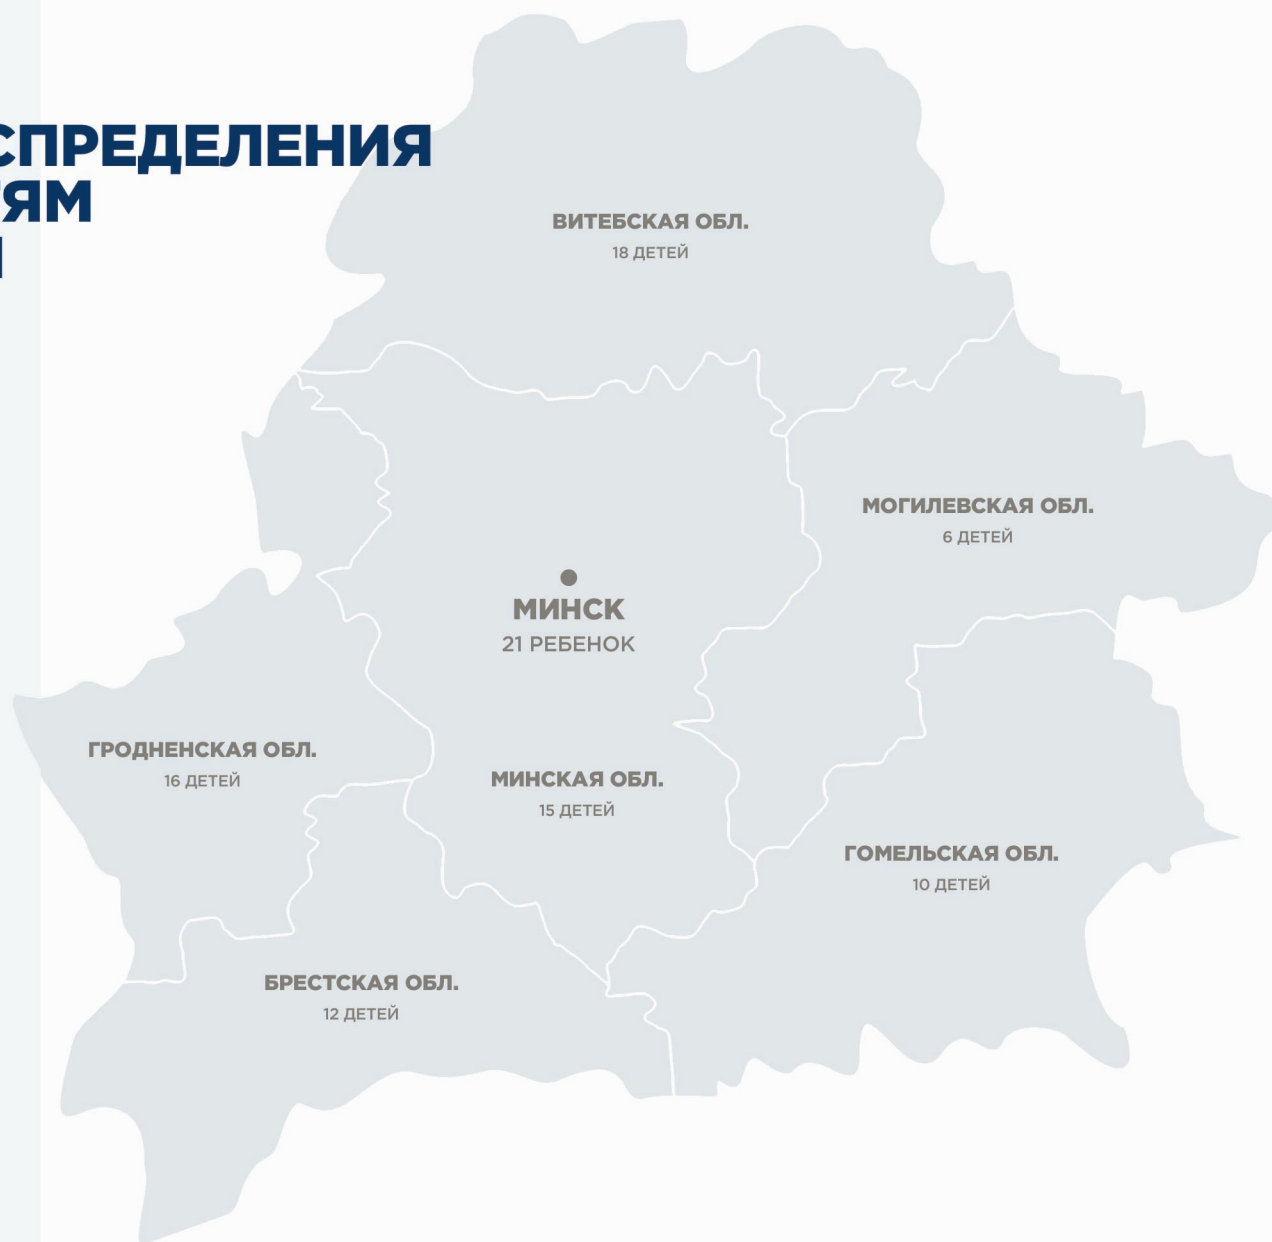 СПРЕДЕЛЕНИЯ
ЯМ
ВИТЕБСКАЯ ОБЛ.
18 ДЕТЕЙ
МОГИЛЕВСКАЯ ОБЛ.
6 ДЕТЕЙ
МИНСК
21 РЕБЕНОК
ГРОДНЕНСКАЯ ОБЛ.
16 ДЕТЕЙ
МИНСКАЯ ОБЛ.
15 ДЕТЕЙ
ГОМЕЛЬСКАЯ ОБЛ.
10 ДЕТЕЙ
БРЕСТСКАЯ ОБЛ.
12 ДЕТЕЙ